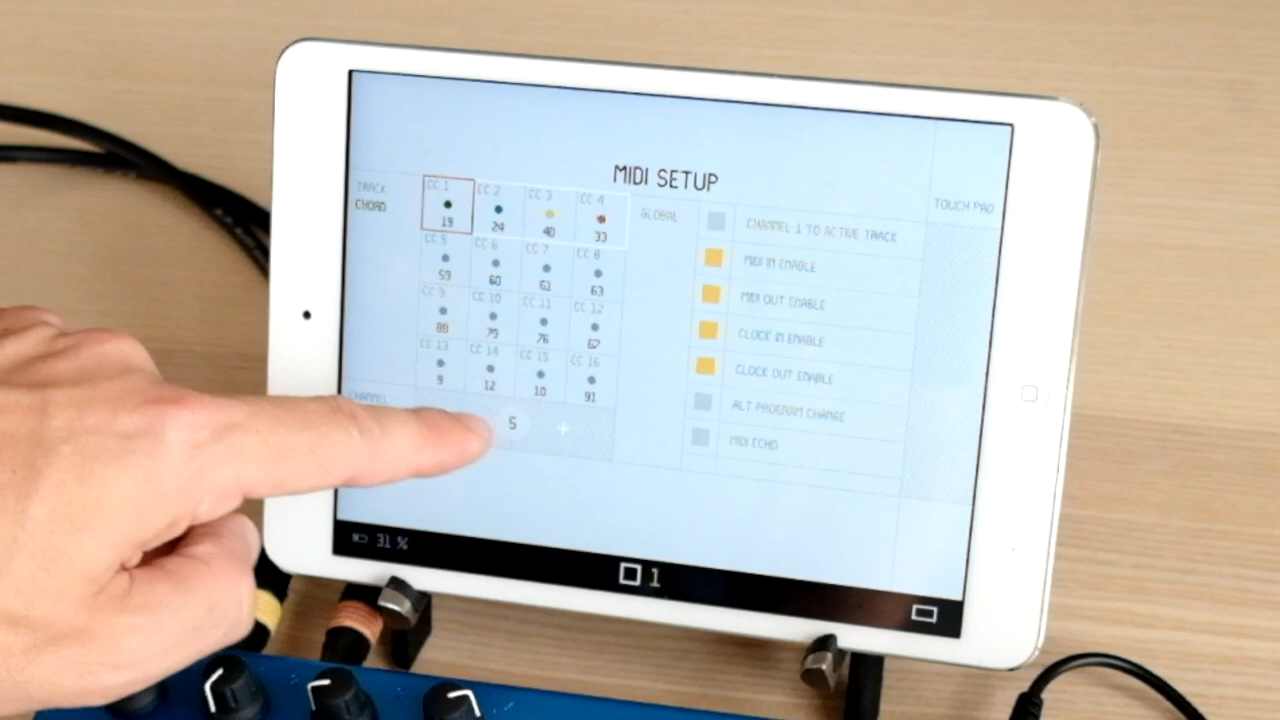 MIDI SETUP
TRACK
CHORD
CC 1
CC 2
CC 3
CC 4
19
24
40
33
CC 5
CC 6
CC 7
CC 8
59
60
61
63
CC 9
CC 10
CC 11
CC 12
80
79
76
67
CC 13
CC 14
CC 15
CC 16
9
12
10
91
CHANNEL
5
+
GLOBAL
CHANNEL 1 TO ACTIVE TRACK
MIDI IN ENABLE
MIDI OUT ENABLE
CLOCK IN ENABLE
CLOCK OUT ENABLE
ALT PROGRAM CHANGE
MIDI ECHO
TOUCH PAD
31 %
1